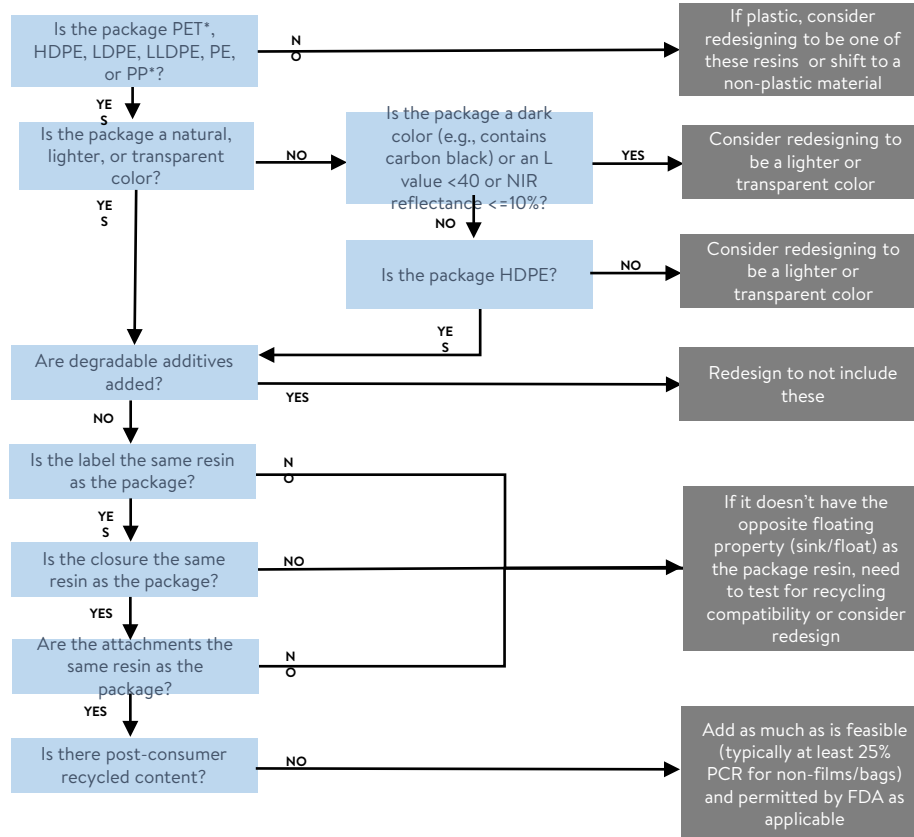 Is the package PET*,
HDPE, LDPE, LLDPE, PE,
or PP*?
N
O
If plastic, consider
redesigning to be one of
these resins or shift to a
non-plastic material
YE
S
Is the package a natural,
lighter, or transparent
color?
NO
Is the package a dark
color (e.g., contains
carbon black) or an L
value <40 or NIR
reflectance <=10%?
YES
Consider redesigning to
be a lighter or
transparent color
YE
S
NO
Is the package HDPE?
NO
Consider redesigning to
be a lighter or
transparent color
YE
S
Are degradable additives
added?
YES
Redesign to not include
these
NO
Is the label the same resin
as the package?
N
O
YE
S
If it doesn’t have the
opposite floating
property (sink/float) as
the package resin, need
to test for recycling
compatibility or consider
redesign
Is the closure the same
resin as the package?
NO
YES
Are the attachments the
same resin as the
package?
N
O
YES
Is there post-consumer
recycled content?
NO
Add as much as is feasible
(typically at least 25%
PCR for non-films/bags)
and permitted by FDA as
applicable